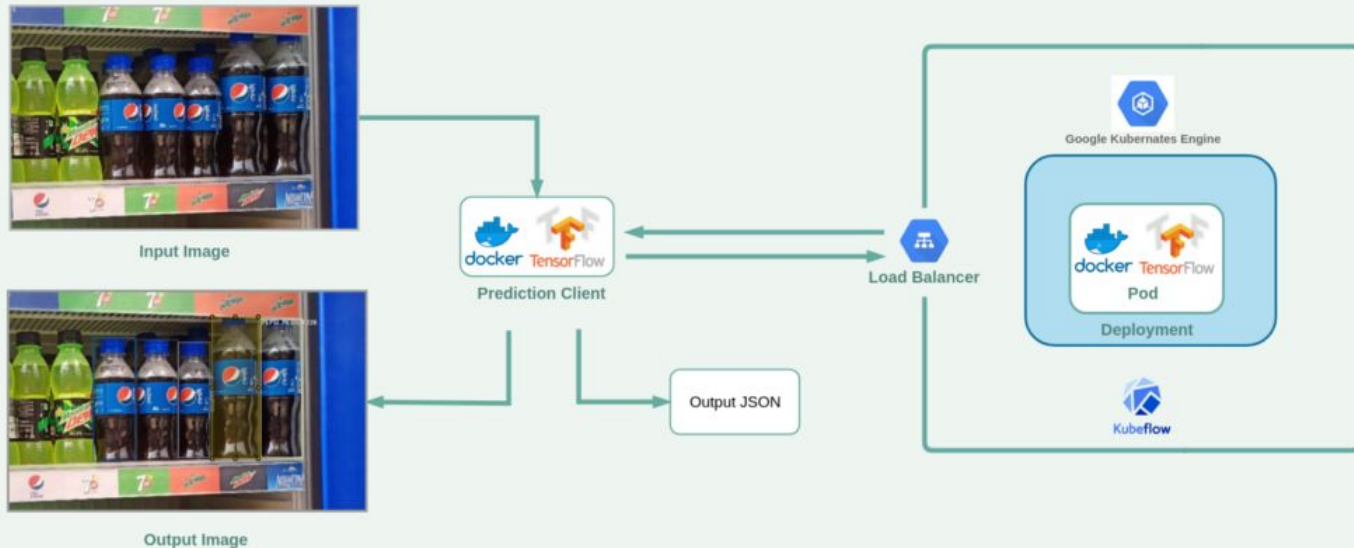 Input Image
docker TensorFlow
Prediction Client
Load Balancer
Google Kubernates Engine
docker TensorFlow
Pod
Deployment
Kubeflow
Output JSON
Output Image